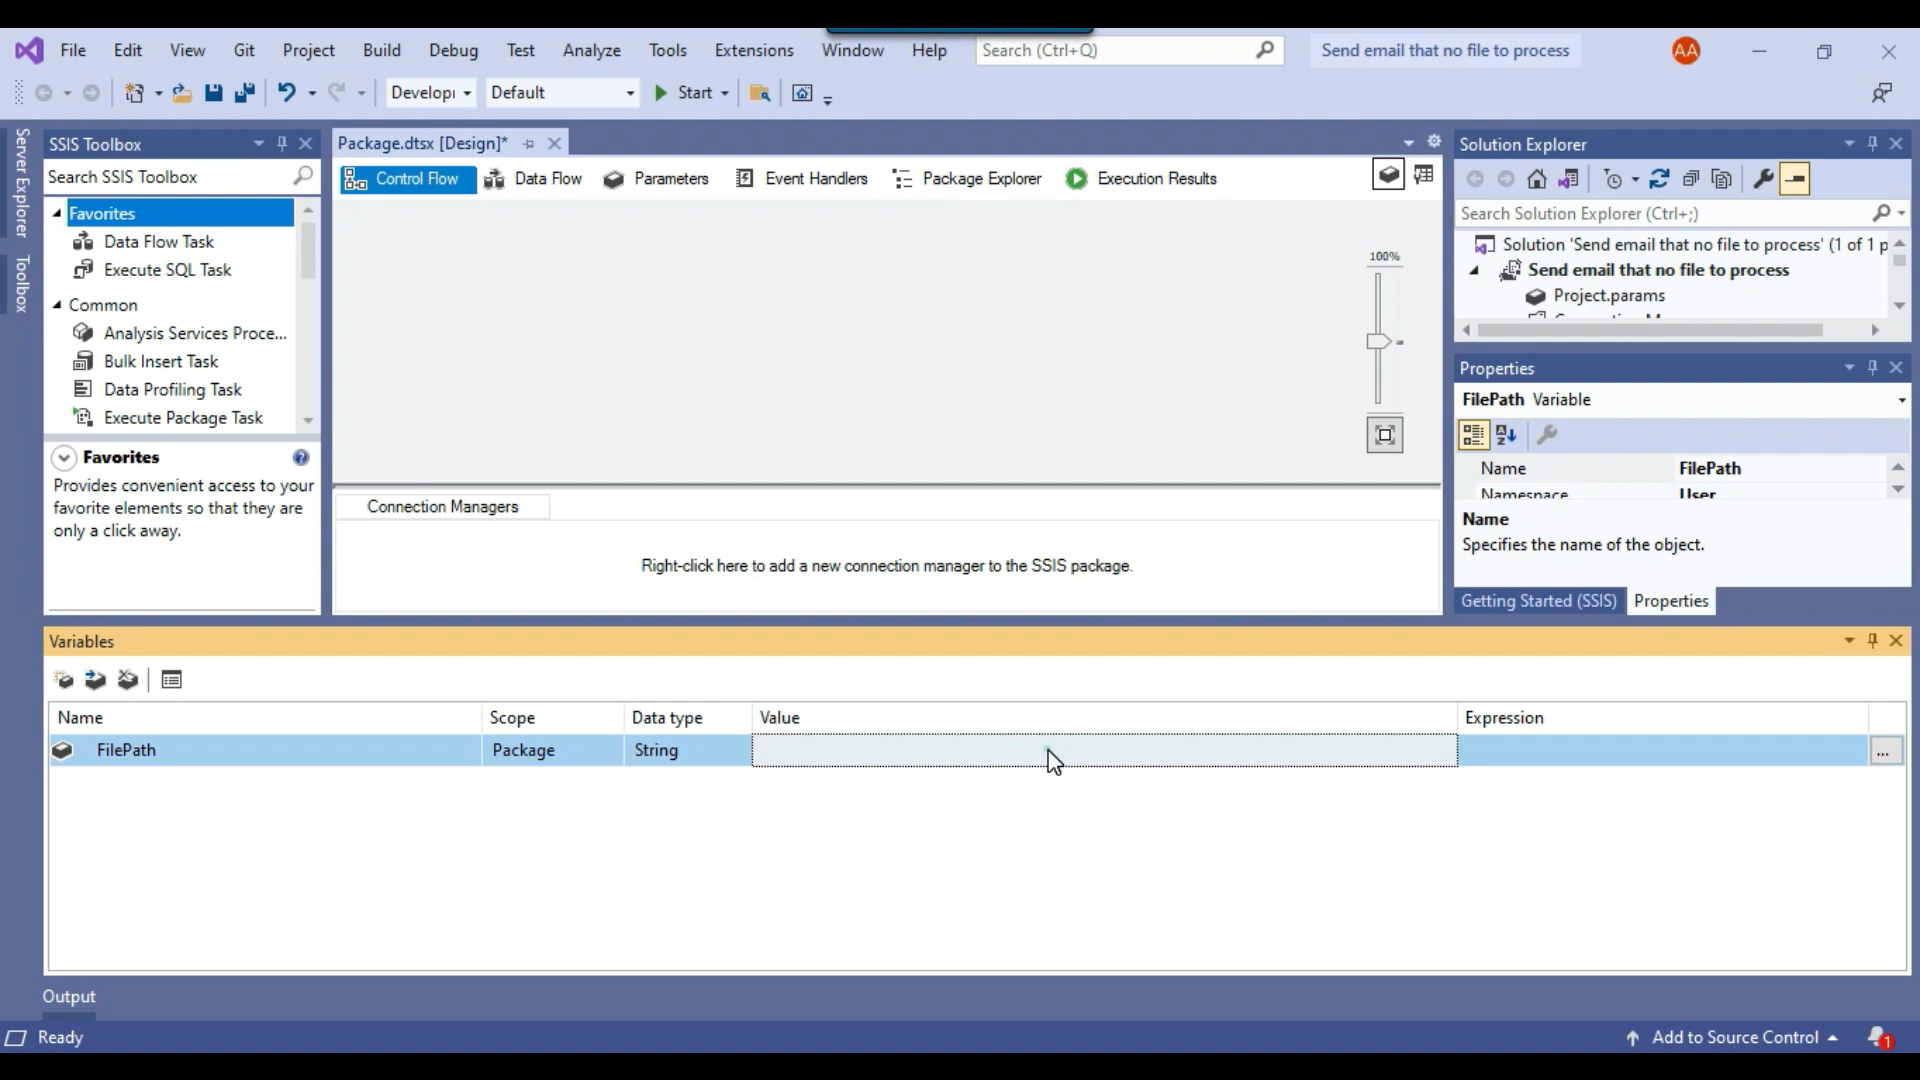 File Edit View Git Project Build Debug Test Analyze Tools Extensions Window Help Search (Ctrl+Q) Send email that no file to process AA
Developi Default Start
Server Explorer
Toolbox
SSIS Toolbox
Search SSIS Toolbox
Favorites
Data Flow Task
Execute SQL Task
Common
Analysis Services Proce...
Bulk Insert Task
Data Profiling Task
Execute Package Task
Favorites
Provides convenient access to your
favorite elements so that they are
only a click away.
Package.dtsx [Design]*
Control Flow Data Flow Parameters Event Handlers Package Explorer Execution Results
100%
Connection Managers
Right-click here to add a new connection manager to the SSIS package.
Solution Explorer
Search Solution Explorer (Ctrl+;)
Solution 'Send email that no file to process' (1 of 1 p
Send email that no file to process
Project.params
Properties
FilePath Variable
Name FilePath
Namespace User
Name
Specifies the name of the object.
Getting Started (SSIS) Properties
Variables
Name Scope Data type Value Expression
FilePath Package String ...
Output
Ready Add to Source Control 1